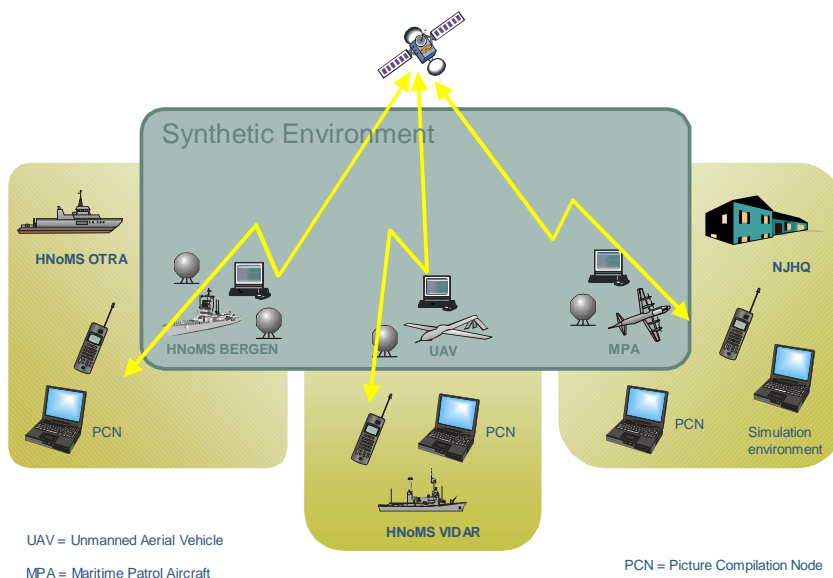 Synthetic Environment
HNoMS OTRA
NJHQ
HNoMS BERGEN
UAV
MPA
PCN
PCN
PCN
Simulation
environment
HNoMS VIDAR
UAV = Unmanned Aerial Vehicle
MPA = Maritime Patrol Aircraft
PCN = Picture Compilation Node